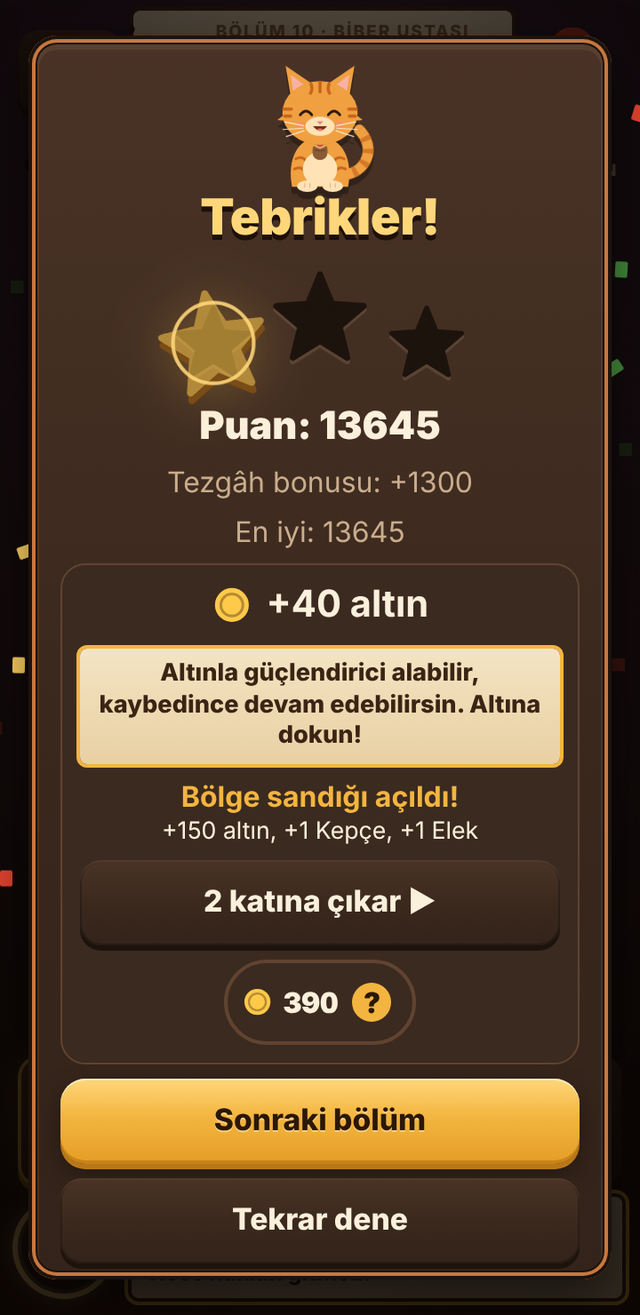 BÖLÜM 10 · BİBER USTASI
Tebrikler!
Puan: 13645
Tezgâh bonusu: +1300
En iyi: 13645
+40 altın
Altınla güçlendirici alabilir,
kaybedince devam edebilirsin. Altına
dokun!
Bölge sandığı açıldı!
+150 altın, +1 Kepçe, +1 Elek
2 katına çıkar ▶
390 ?
Sonraki bölüm
Tekrar dene